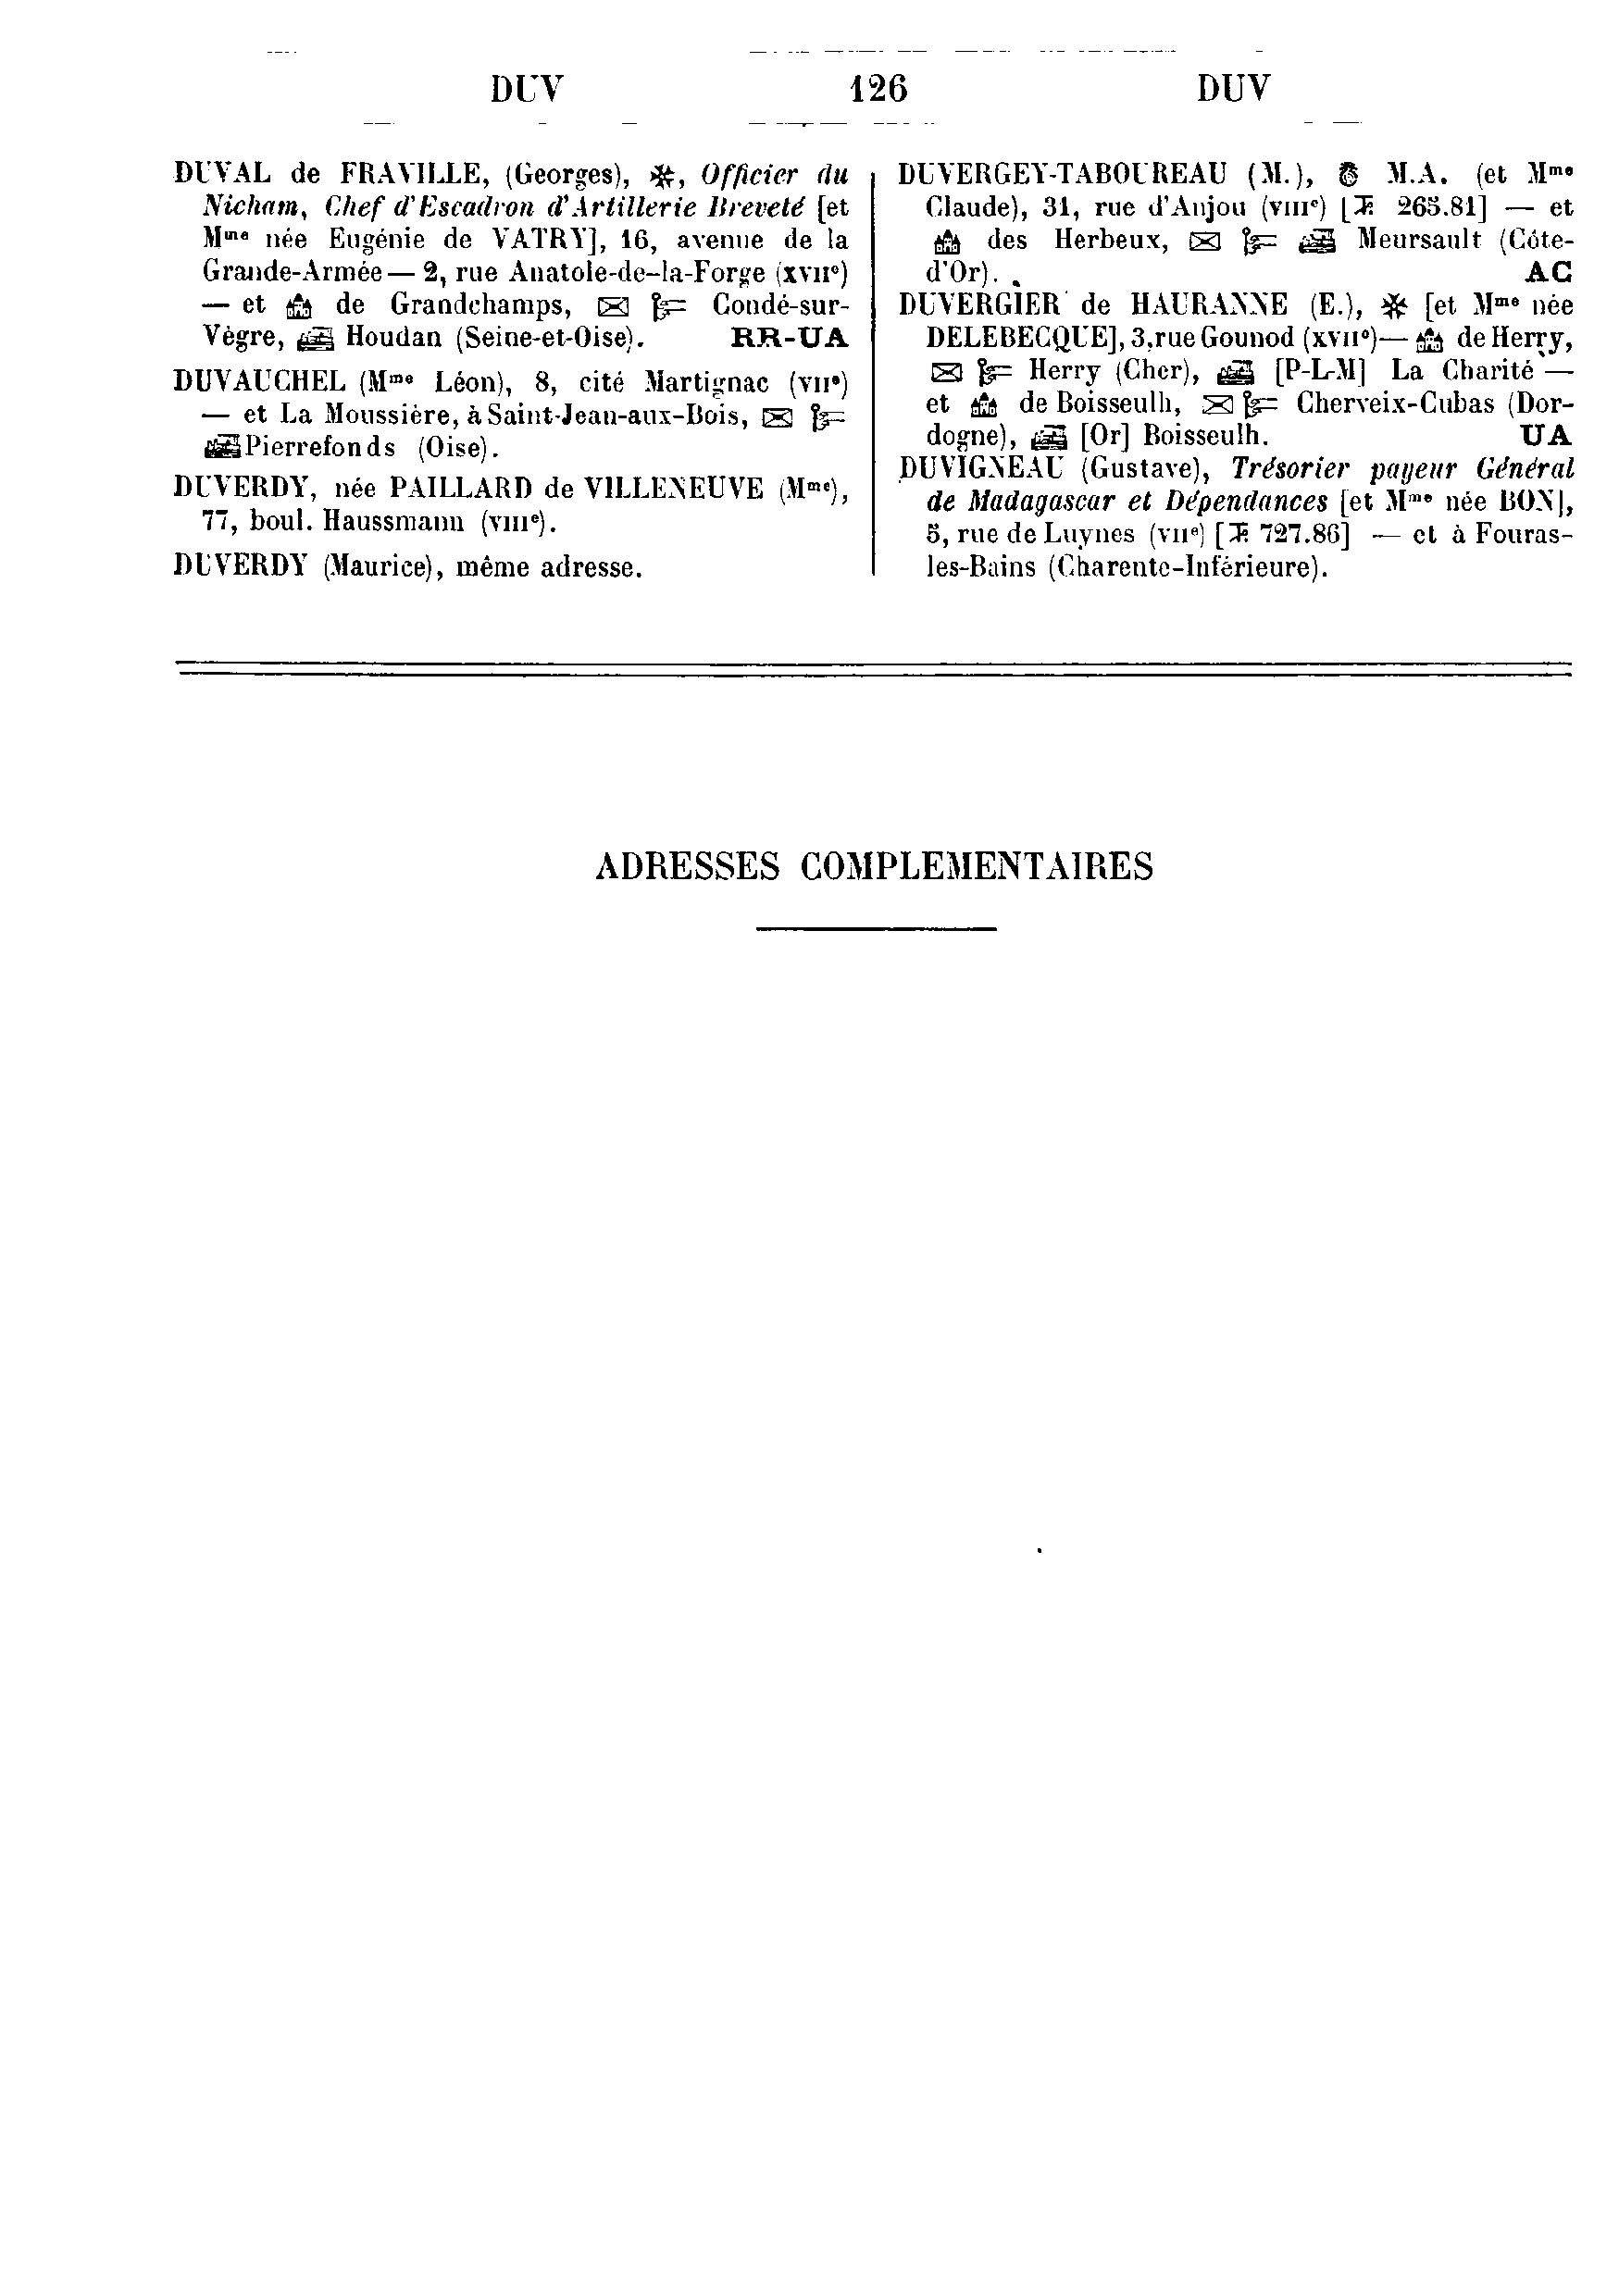 DUV 126 DUV
DUVAL de FRAVILLE, (Georges), ✻, Officier du
Nicham, Chef d'Escadron d'Artillerie Breveté [et
Mme née Eugénie de VATRY], 16, avenue de la
Grande-Armée — 2, rue Anatole-de-la-Forge (XVIIe)
— et de Grandchamps, ✉ Condé-sur-
Vègre, Houdan (Seine-et-Oise). RR-UA
DUVAUCHEL (Mme Léon), 8, cité Martignac (VIIe)
— et La Moussière, à Saint-Jean-aux-Bois, ✉
Pierrefonds (Oise).
DUVERDY, née PAILLARD de VILLENEUVE (Mme),
77, boul. Haussmann (VIIIe).
DUVERDY (Maurice), même adresse.
DUVERGEY-TABOUREAU (M.), M.A. (et Mme
Claude), 31, rue d'Anjou (VIIIe) [T 265.81] — et
des Herbeux, ✉ Meursault (Côte-
d'Or). AC
DUVERGIER de HAURANNE (E.), ✻ [et Mme née
DELEBECQUE], 3, rue Gounod (XVIIe) — de Herry,
✉ Herry (Cher), [P-L-M] La Charité —
et de Boisseulh, ✉ Cherveix-Cubas (Dor-
dogne), [Or] Boisseulh. UA
DUVIGNEAU (Gustave), Trésorier payeur Général
de Madagascar et Dépendances [et Mme née BON],
5, rue de Luynes (VIIe) [T 727.86] — et à Fouras-
les-Bains (Charente-Inférieure).
ADRESSES COMPLEMENTAIRES